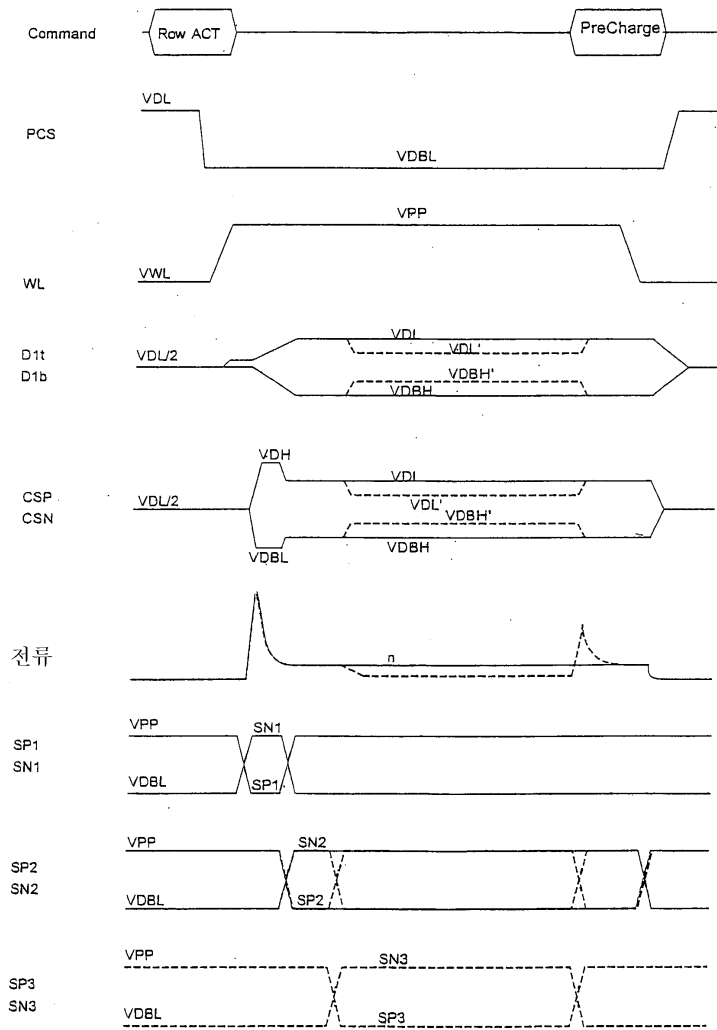 Command
Row ACT
PreCharge
PCS
VDL
VDBL
WL
VWL
VPP
D1t
D1b
VDL/2
VDL
VDL'
VDBH'
VDBH
CSP
CSN
VDL/2
VDH
VDBL
VDL
VDL'
VDBH'
VDBH
전류
n
SP1
SN1
VPP
VDBL
SN1
SP1
SP2
SN2
VPP
VDBL
SN2
SP2
SP3
SN3
VPP
VDBL
SN3
SP3